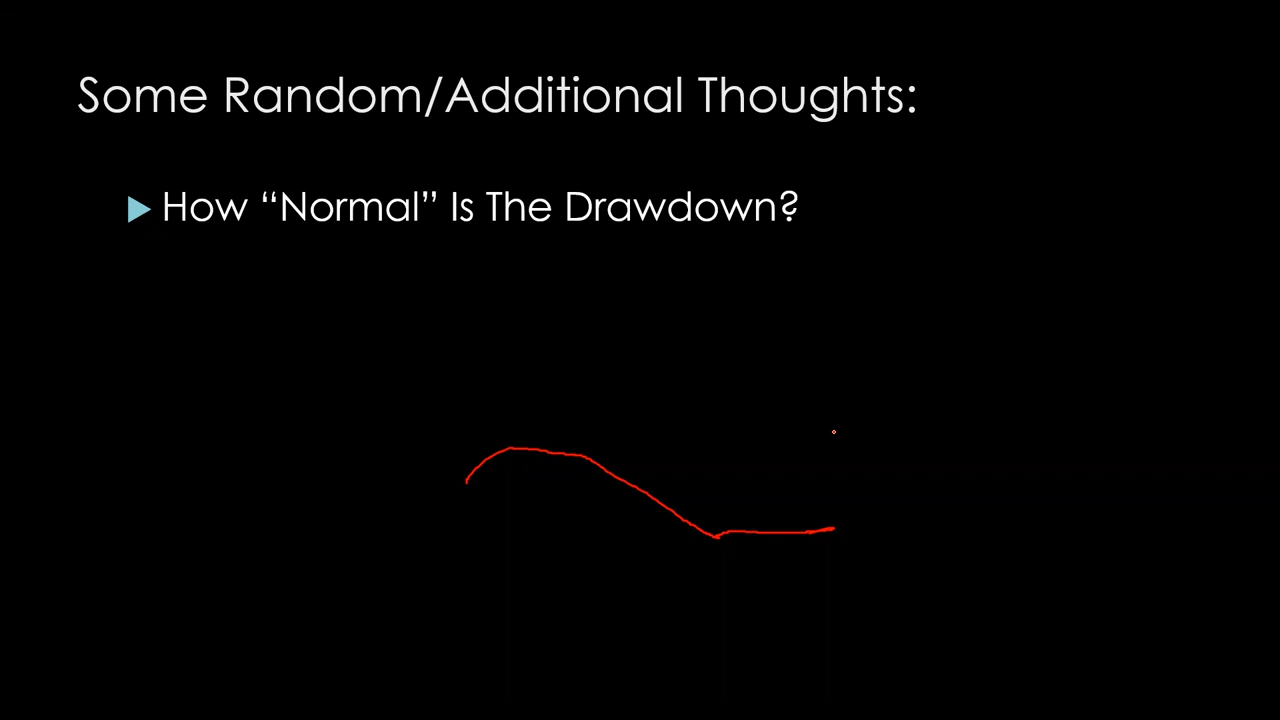 Some Random/Additional Thoughts:
How “Normal” Is The Drawdown?